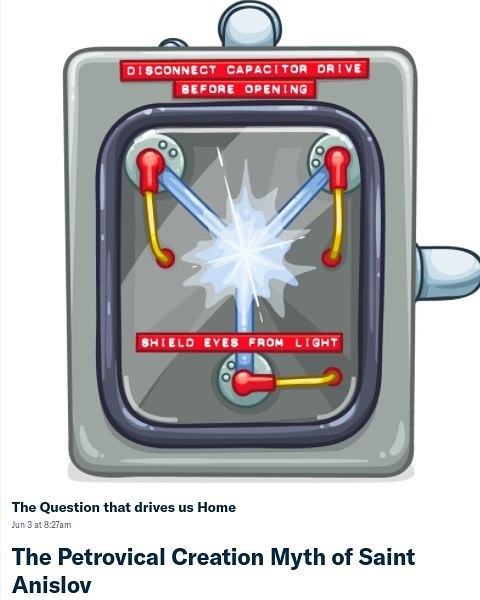 DISCONNECT CAPACITOR DRIVE
BEFORE OPENING
SHIELD EYES FROM LIGHT
The Question that drives us Home
Jun 3 at 8:27am
The Petrovical Creation Myth of Saint
Anislov